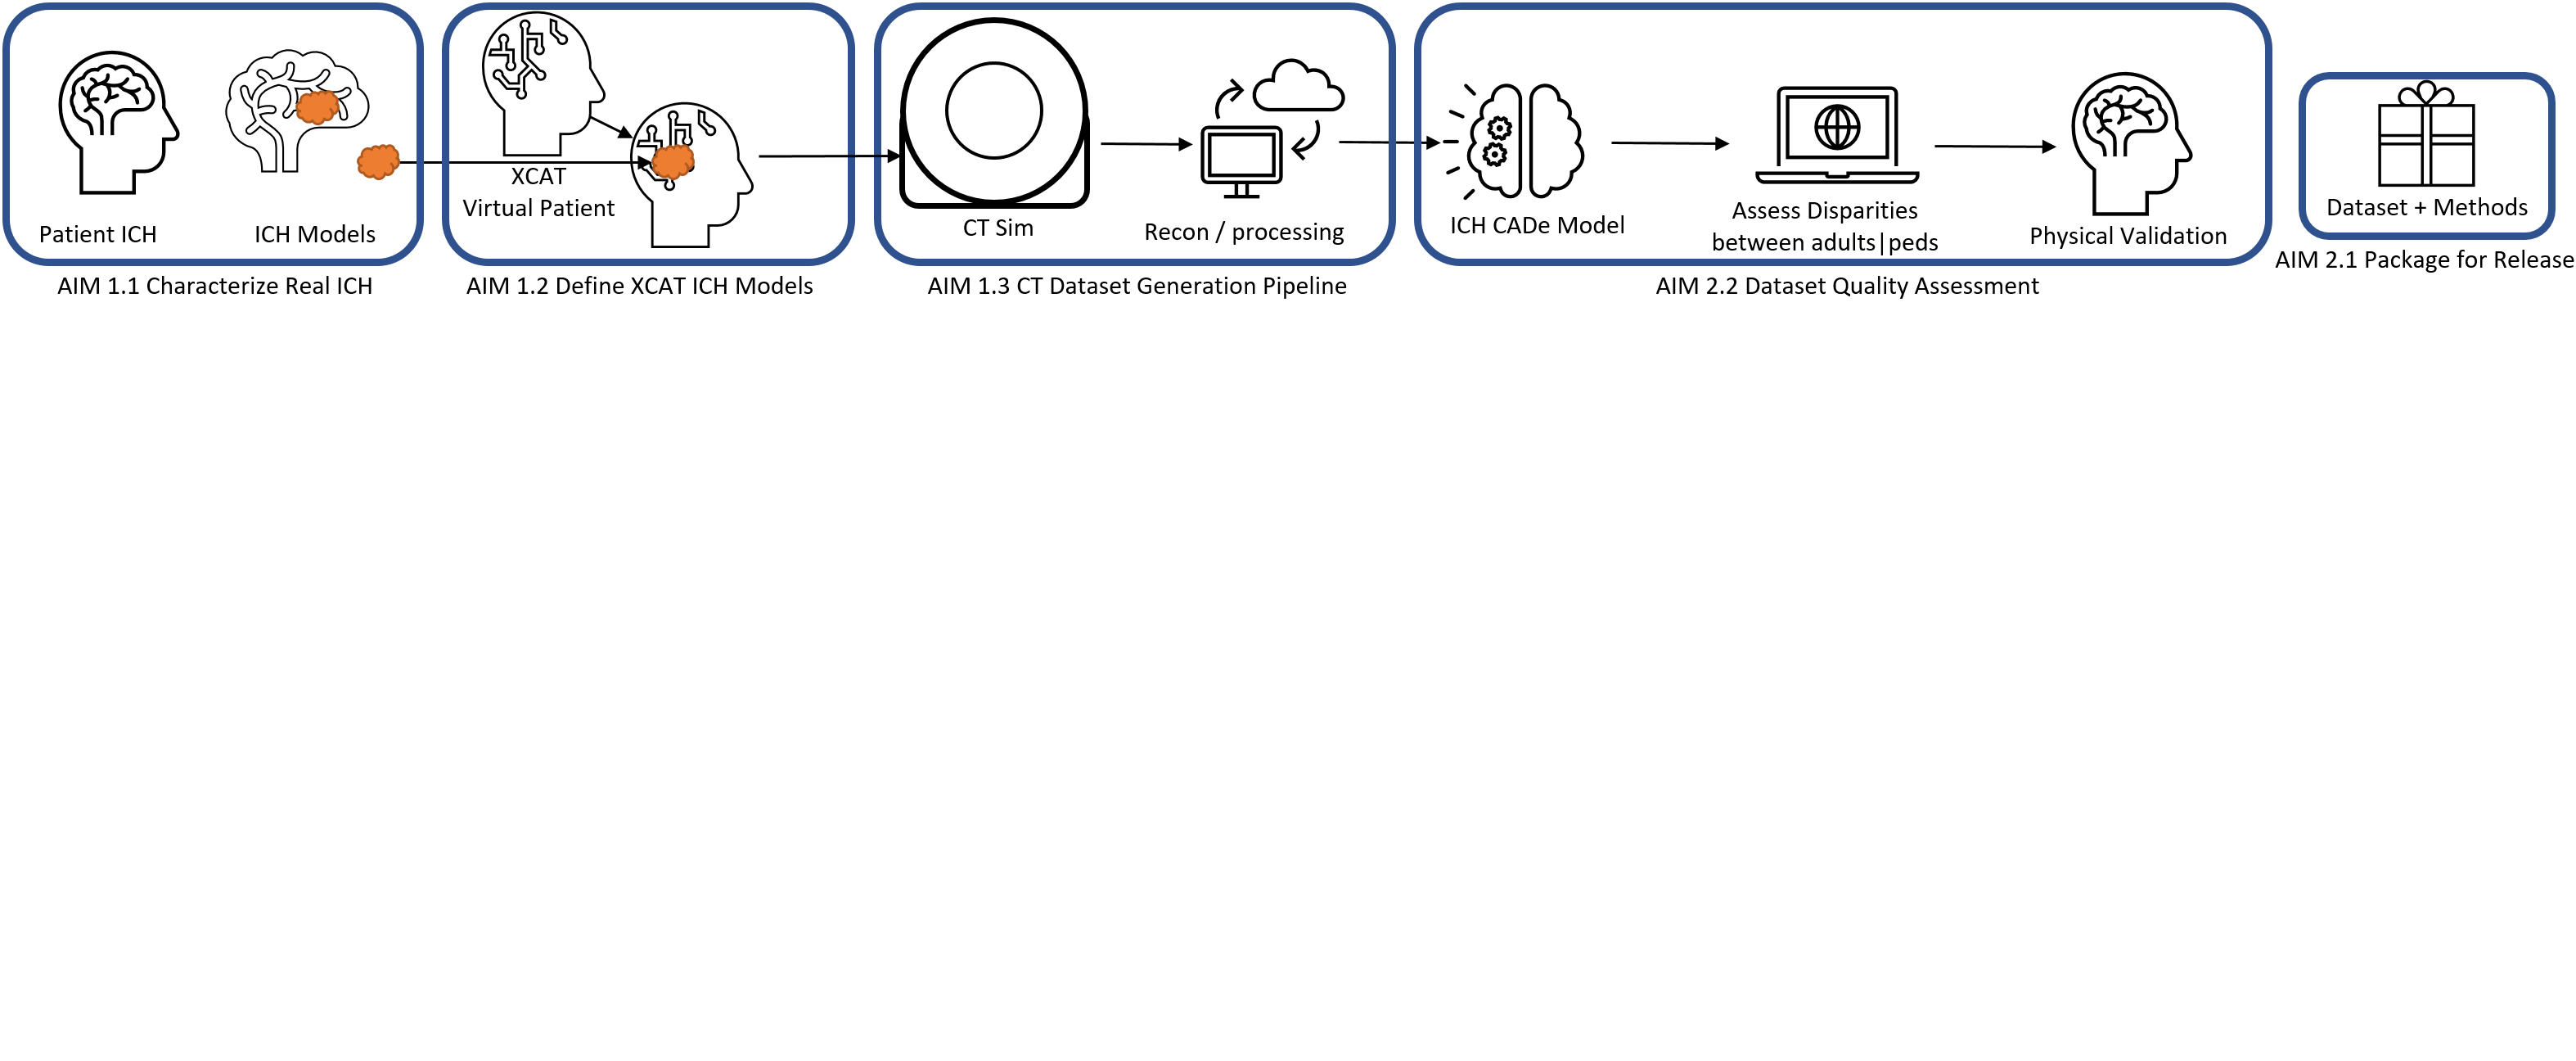 Patient ICH
ICH Models
AIM 1.1 Characterize Real ICH
XCAT
Virtual Patient
AIM 1.2 Define XCAT ICH Models
CT Sim
Recon / processing
AIM 1.3 CT Dataset Generation Pipeline
ICH CADe Model
Assess Disparities
between adults|peds
Physical Validation
AIM 2.2 Dataset Quality Assessment
Dataset + Methods
AIM 2.1 Package for Release